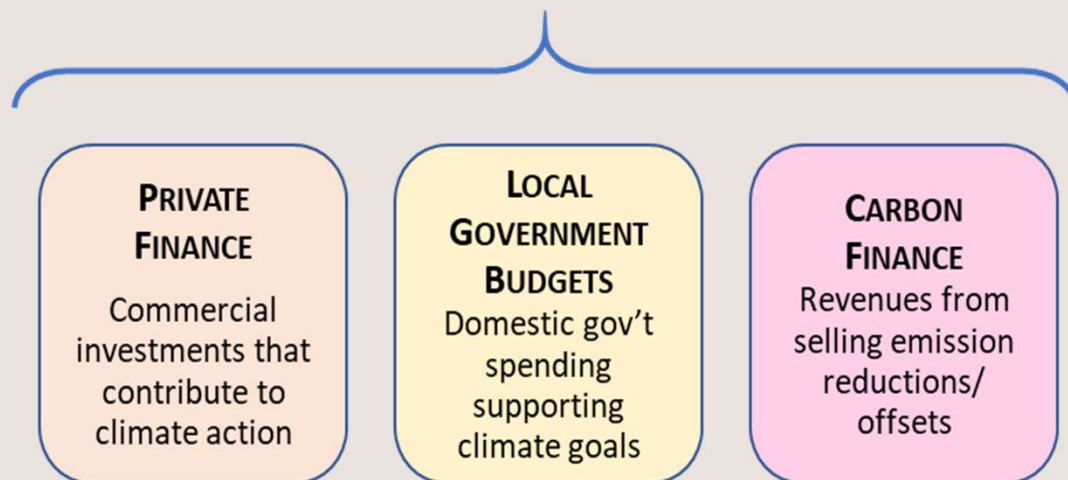 PRIVATE
FINANCE
Commercial
investments that
contribute to
climate action
LOCAL
GOVERNMENT
BUDGETS
Domestic gov’t
spending
supporting
climate goals
CARBON
FINANCE
Revenues from
selling emission
reductions/
offsets